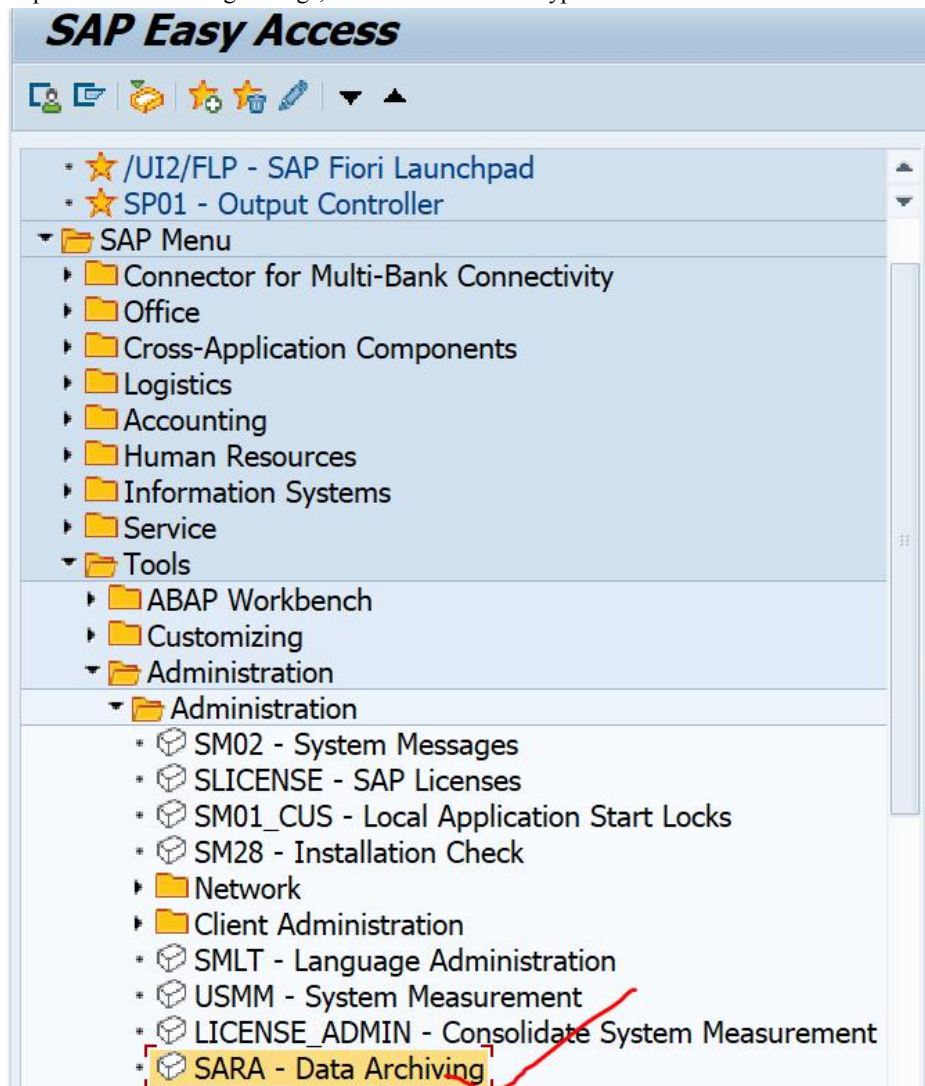 SAP Easy Access
/UI2/FLP - SAP Fiori Launchpad
SP01 - Output Controller
SAP Menu
Connector for Multi-Bank Connectivity
Office
Cross-Application Components
Logistics
Accounting
Human Resources
Information Systems
Service
Tools
ABAP Workbench
Customizing
Administration
Administration
SM02 - System Messages
SLICENSE - SAP Licenses
SM01_CUS - Local Application Start Locks
SM28 - Installation Check
Network
Client Administration
SMLT - Language Administration
USMM - System Measurement
LICENSE_ADMIN - Consolidate System Measurement
SARA - Data Archiving